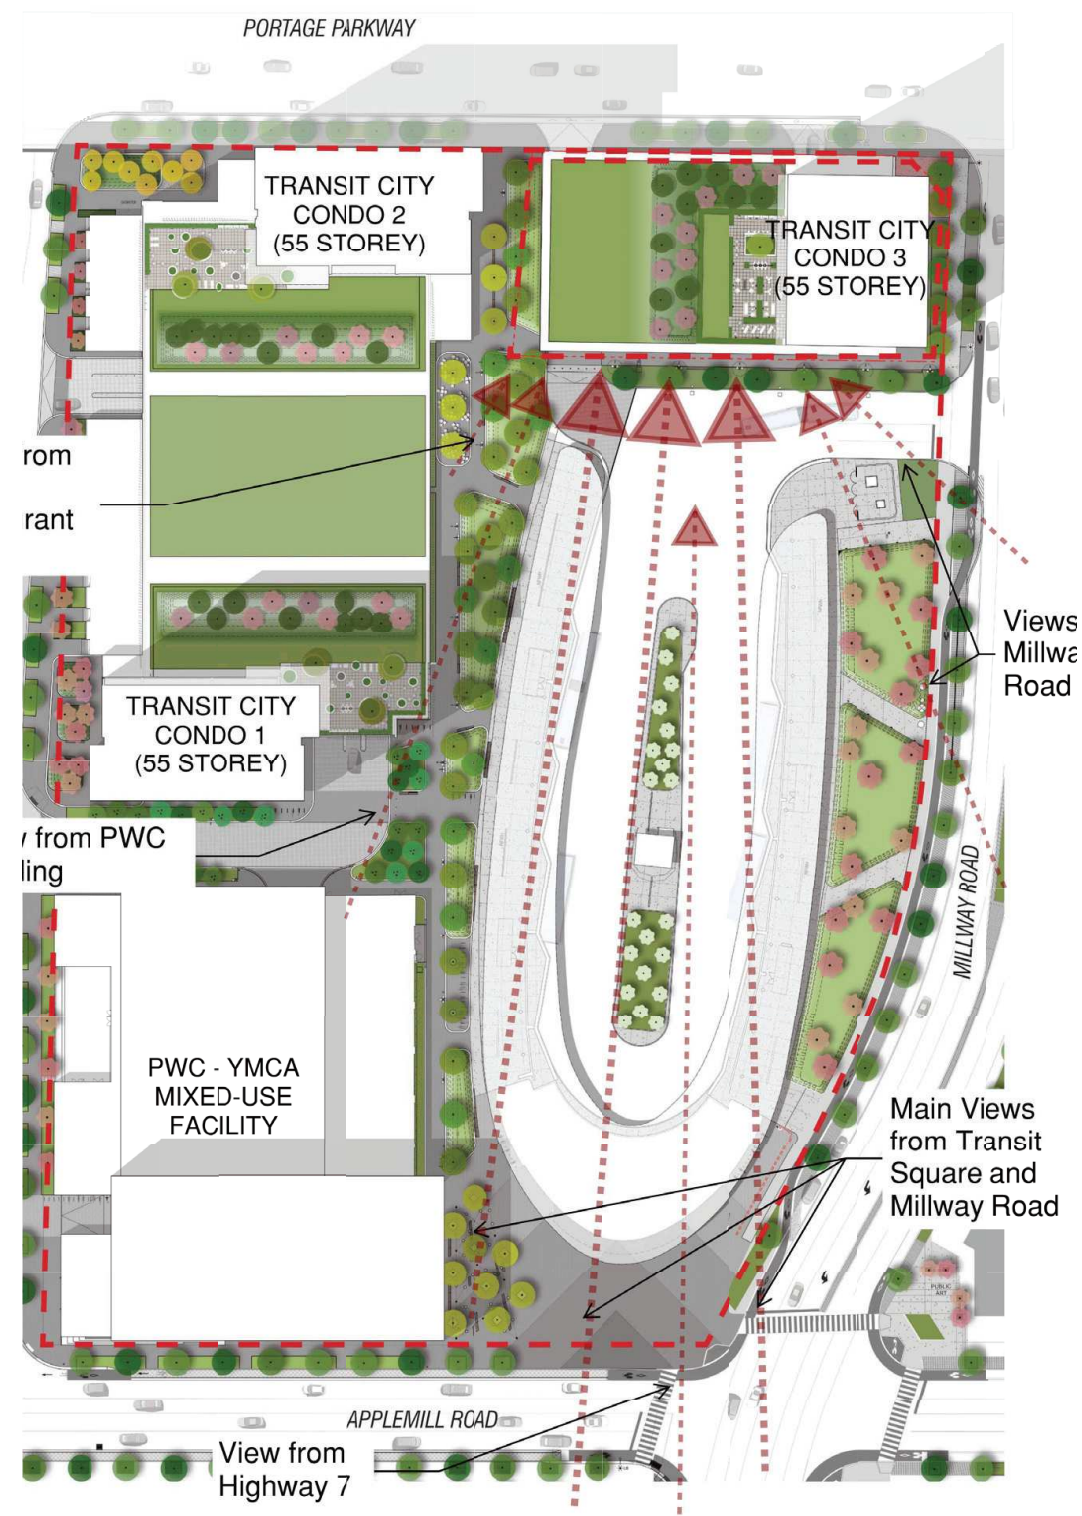 PORTAGE PARKWAY
TRANSIT CITY
CONDO 2
(55 STOREY)
TRANSIT CITY
CONDO 3
(55 STOREY)
rom
rant
Views
Millwa
Road
TRANSIT CITY
CONDO 1
(55 STOREY)
from PWC
ling
MILLWAY ROAD
PWC - YMCA
MIXED-USE
FACILITY
Main Views
from Transit
Square and
Millway Road
PUBLIC
ART
APPLEMILL ROAD
View from
Highway 7